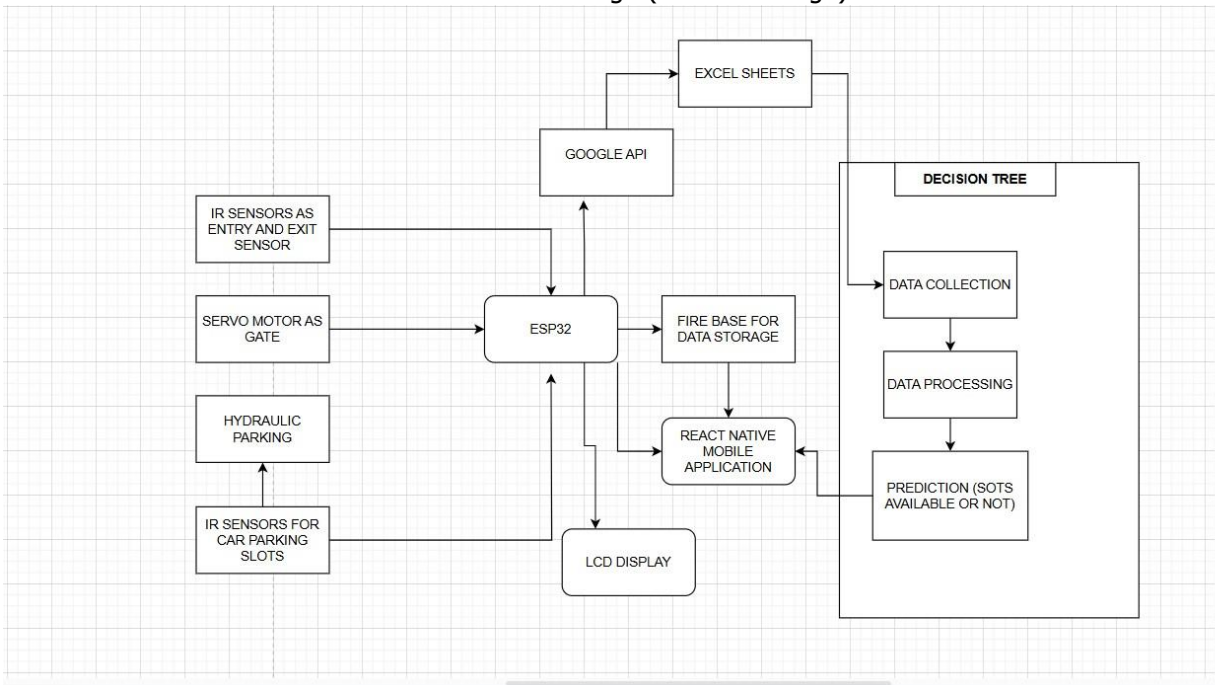 EXCEL SHEETS
GOOGLE API
DECISION TREE
IR SENSORS AS
ENTRY AND EXIT
SENSOR
DATA COLLECTION
SERVO MOTOR AS
GATE
ESP32
FIRE BASE FOR
DATA STORAGE
DATA PROCESSING
HYDRAULIC
PARKING
REACT NATIVE
MOBILE
APPLICATION
PREDICTION (SOTS
AVAILABLE OR NOT)
IR SENSORS FOR
CAR PARKING
SLOTS
LCD DISPLAY